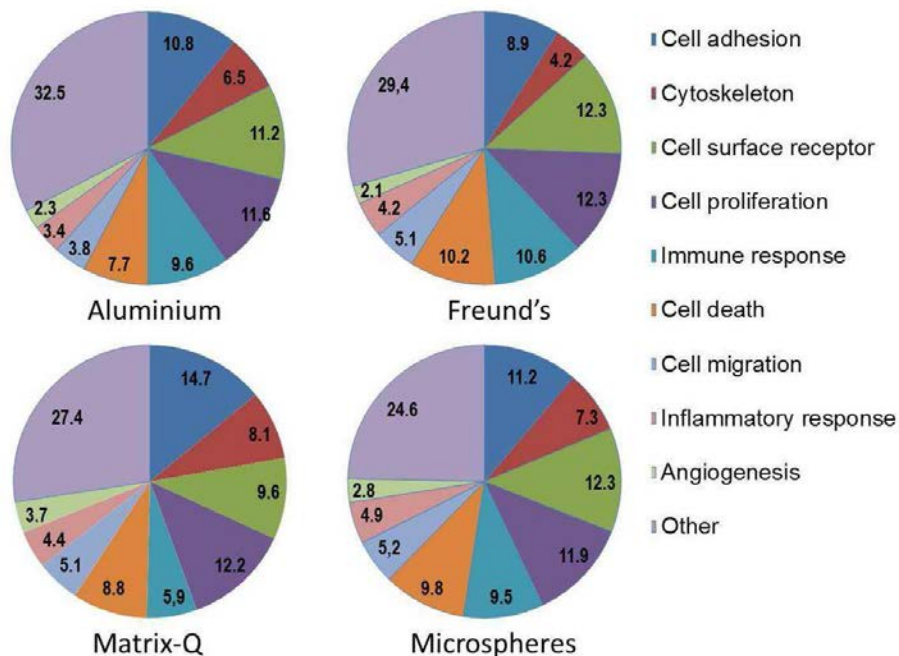 10.8
6.5
11.2
11.6
9.6
7.7
3.8
3.4
2.3
32.5
Aluminium
8.9
4.2
12.3
12.3
10.6
10.2
5.1
4.2
2.1
29,4
Freund's
14.7
8.1
9.6
12.2
5,9
8.8
5.1
4.4
3.7
27.4
Matrix-Q
11.2
7.3
12.3
11.9
9.5
9.8
5,2
4.9
2.8
24.6
Microspheres
Cell adhesion
Cytoskeleton
Cell surface receptor
Cell proliferation
Immune response
Cell death
Cell migration
Inflammatory response
Angiogenesis
Other